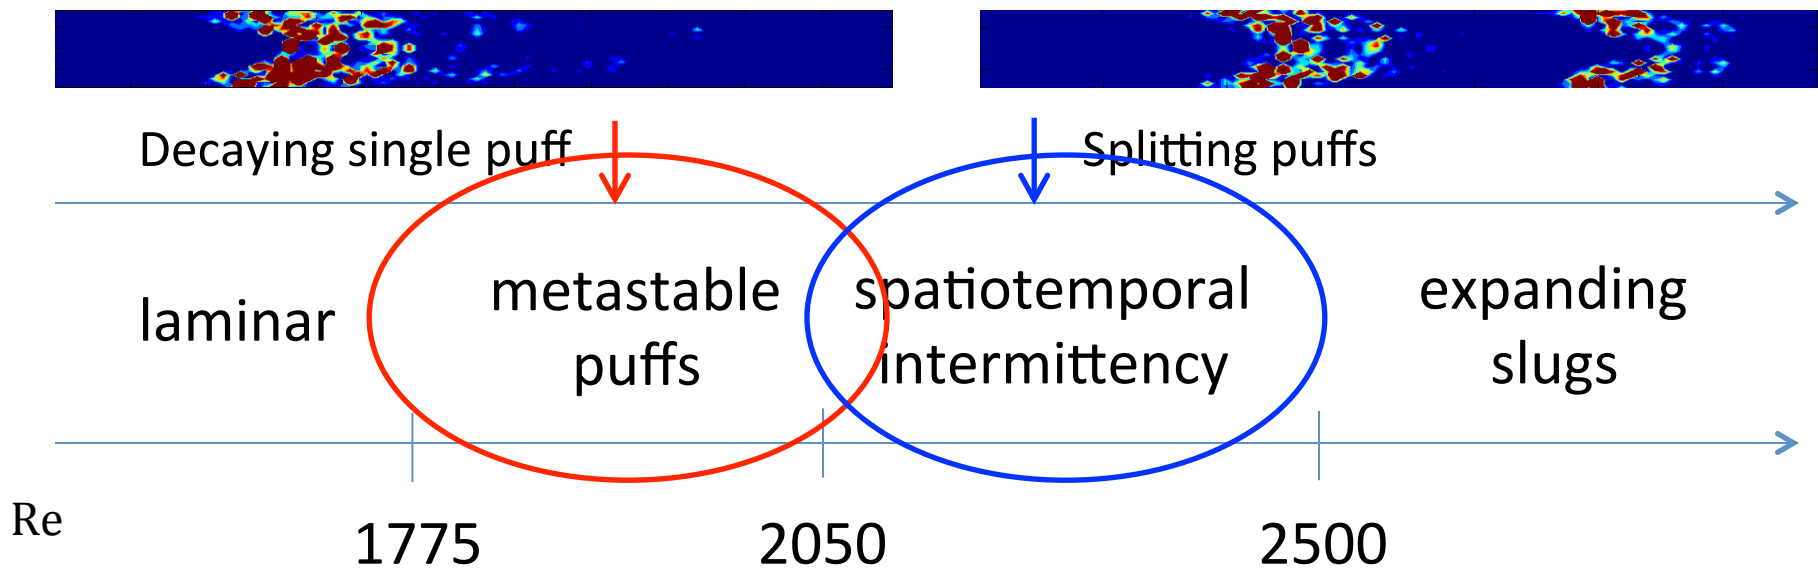 Decaying single puff
Splitting puffs
laminar
metastable
puffs
spatiotemporal
intermittency
expanding
slugs
Re
1775
2050
2500